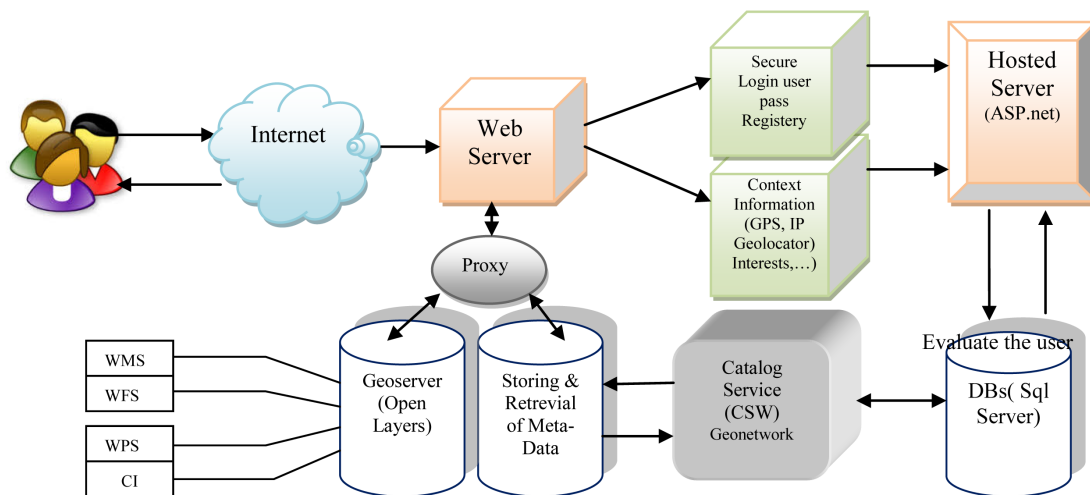 Internet
Web
Server
Secure
Login user
pass
Registery
Hosted
Server
(ASP.net)
Context
Information
(GPS, IP
Geolocator)
Interests,…)
Proxy
WMS
WFS
WPS
CI
Geoserver
(Open
Layers)
Storing &
Retrevial
of Meta-
Data
Catalog
Service
(CSW)
Geonetwork
Evaluate the user
DBs( Sql
Server)